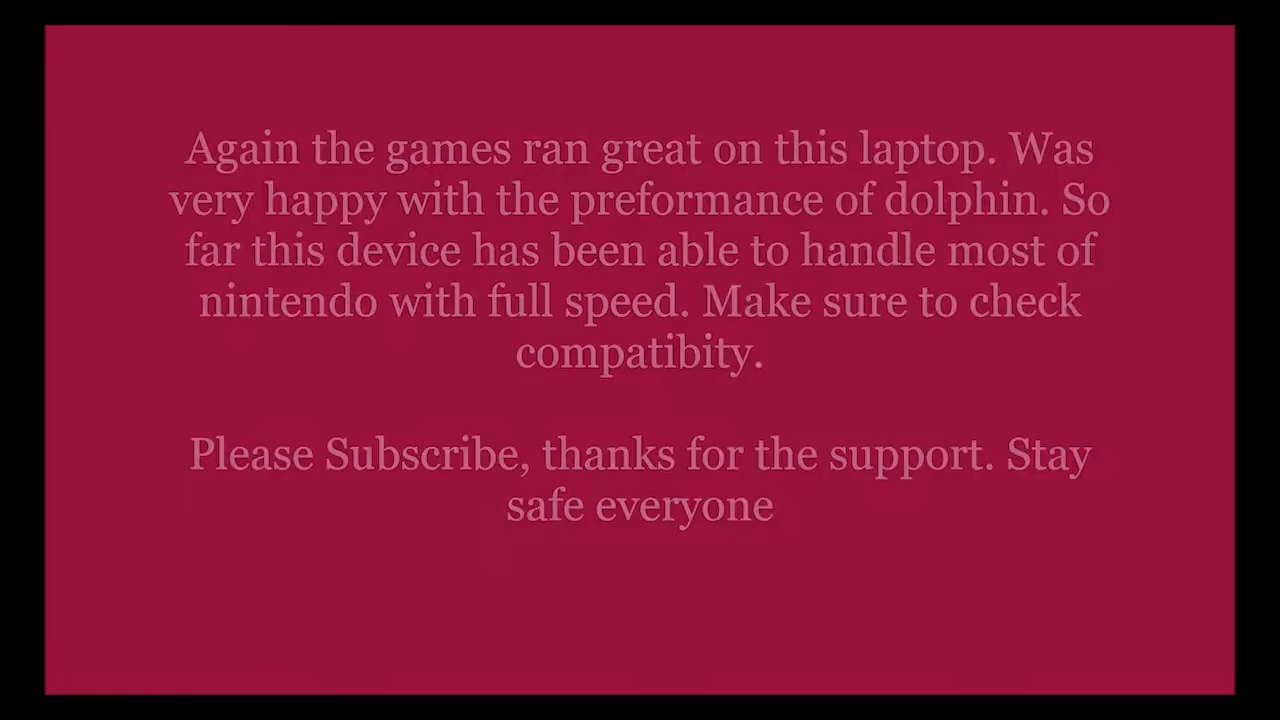 Again the games ran great on this laptop. Was
very happy with the preformance of dolphin. So
far this device has been able to handle most of
nintendo with full speed. Make sure to check
compatibity.
Please Subscribe, thanks for the support. Stay
safe everyone